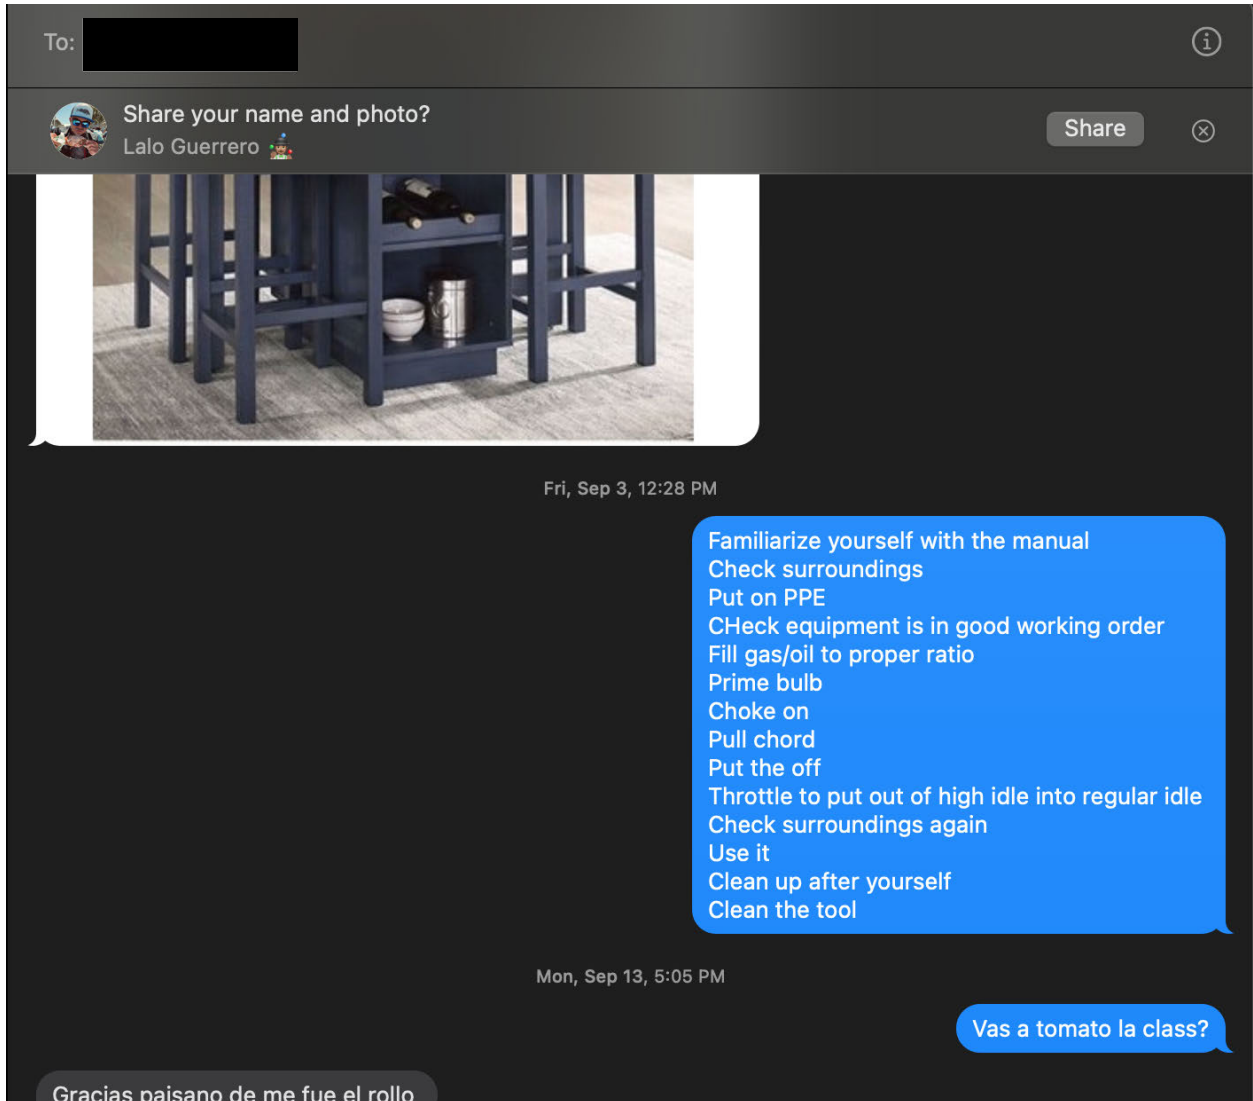 To:
Share your name and photo?
Lalo Guerrero
Share
Fri, Sep 3, 12:28 PM
Familiarize yourself with the manual
Check surroundings
Put on PPE
CHeck equipment is in good working order
Fill gas/oil to proper ratio
Prime bulb
Choke on
Pull chord
Put the off
Throttle to put out of high idle into regular idle
Check surroundings again
Use it
Clean up after yourself
Clean the tool
Mon, Sep 13, 5:05 PM
Vas a tomato la class?
Gracias paisano de me fue el rollo